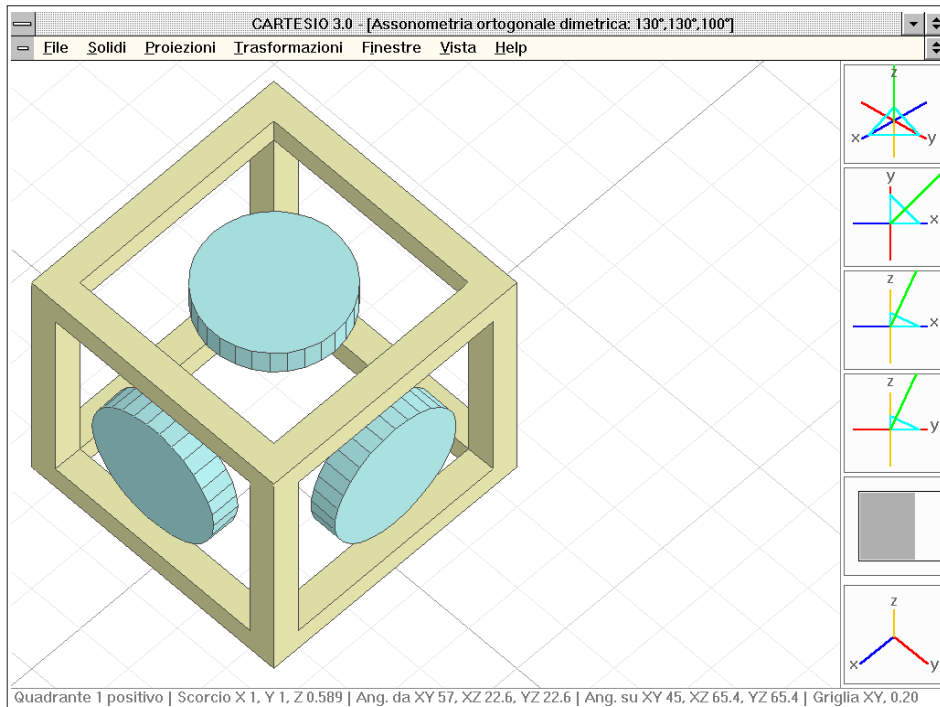 CARTESIO 3.0 - [Assonometria ortogonale dimetrica: 130°,130°,100°]
File Solidi Proiezioni Trasformazioni Finestre Vista Help
z
x y
y
x
z
x
z
y
z
x y
Quadrante 1 positivo | Scorcio X 1, Y 1, Z 0.589 | Ang. da XY 57, XZ 22.6, YZ 22.6 | Ang. su XY 45, XZ 65.4, YZ 65.4 | Griglia XY, 0.20